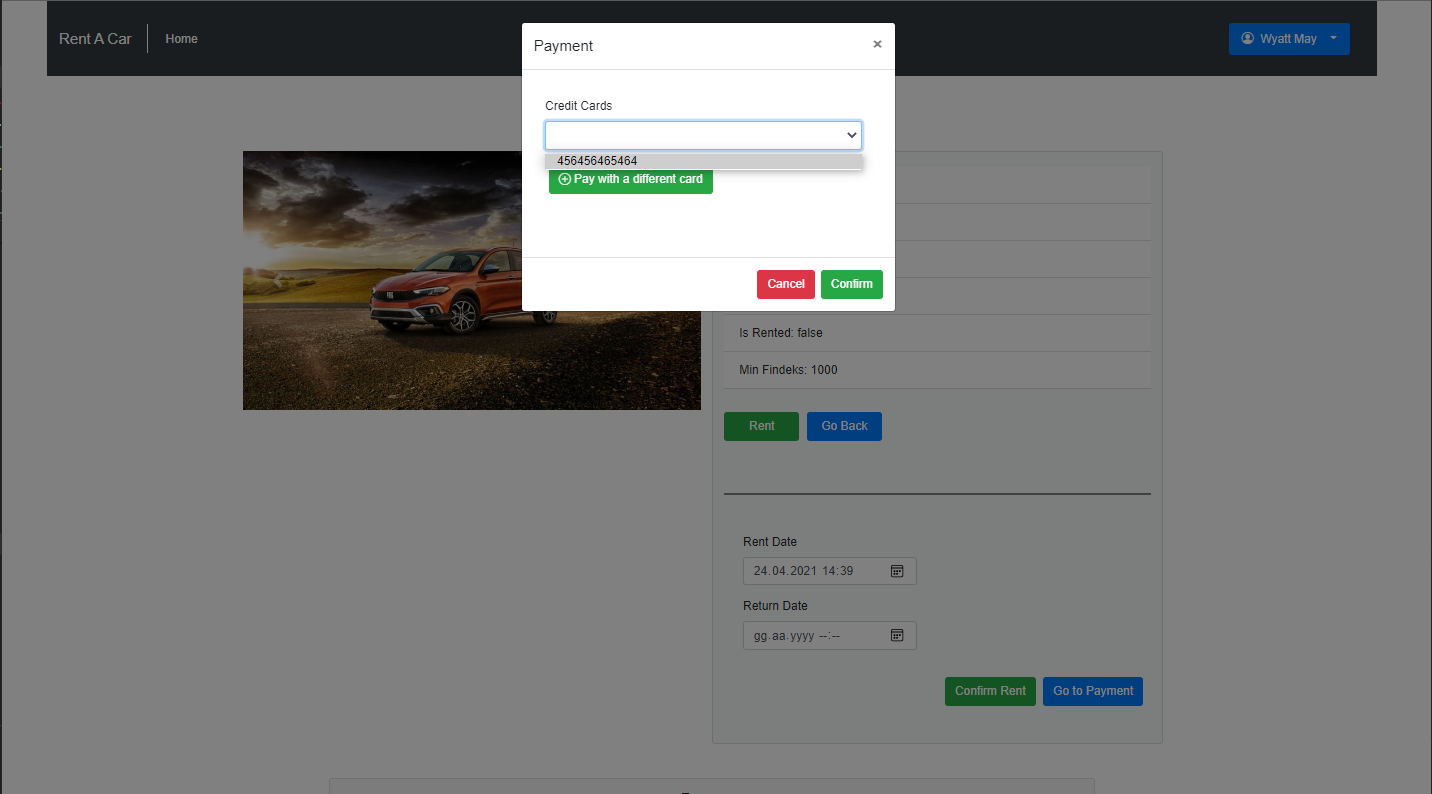 Rent A Car
Home
Wyatt May
Payment
×
Credit Cards
456456465464
Pay with a different card
Cancel
Confirm
Is Rented: false
Min Findeks: 1000
Rent
Go Back
Rent Date
24.04.2021 14:39
Return Date
gg.aa.yyyy --:--
Confirm Rent
Go to Payment